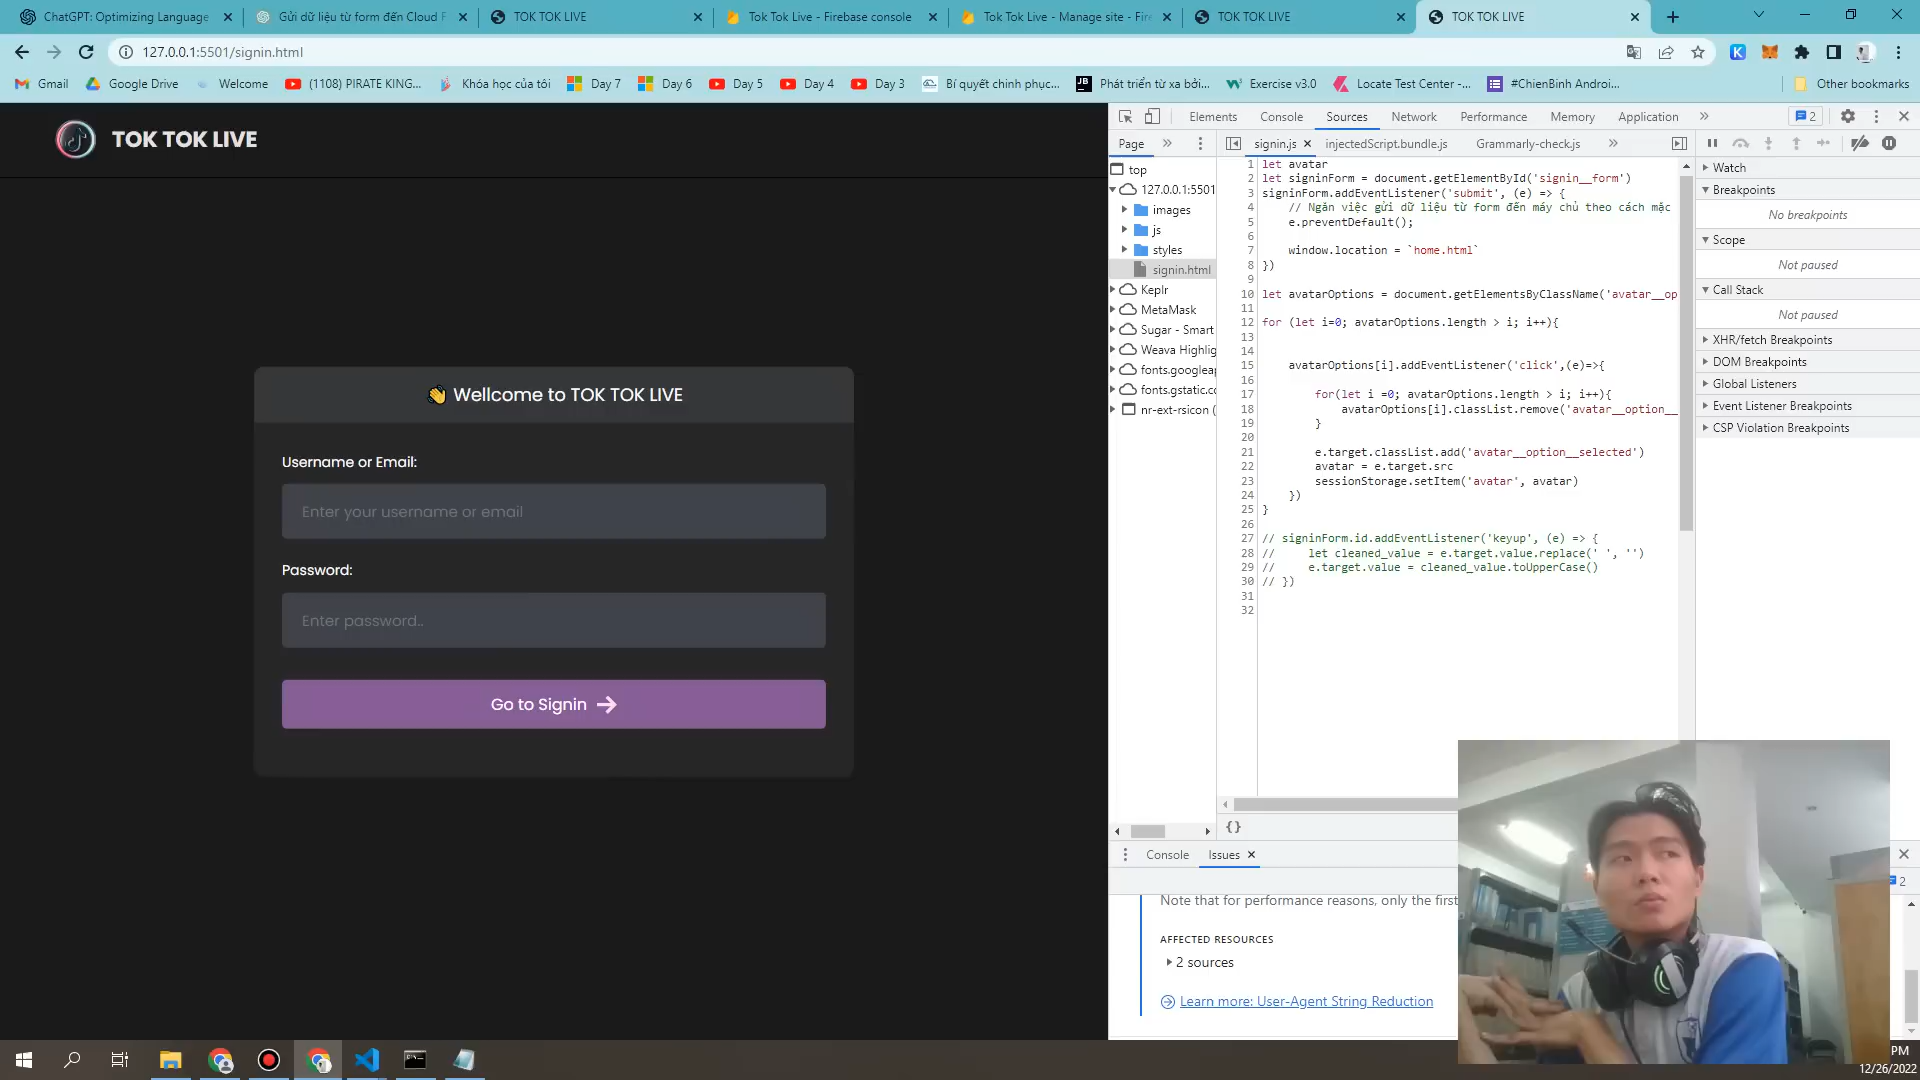 ChatGPT: Optimizing Language
Gửi dữ liệu từ form đến Cloud F
TOK TOK LIVE
Tok Tok Live - Firebase console
Tok Tok Live - Manage site - Fire
TOK TOK LIVE
TOK TOK LIVE
127.0.0.1:5501/signin.html
Gmail
Google Drive
Welcome
(1108) PIRATE KING...
Khóa học của tôi
Day 7
Day 6
Day 5
Day 4
Day 3
Bí quyết chinh phục...
Phát triển từ xa bởi...
Exercise v3.0
Locate Test Center -...
#ChienBinh Androi...
Other bookmarks
TOK TOK LIVE
👋 Wellcome to TOK TOK LIVE
Username or Email:
Enter your username or email
Password:
Enter password..
Go to Signin →
Elements
Console
Sources
Network
Performance
Memory
Application
2
Page
signin.js
injectedScript.bundle.js
Grammarly-check.js
top
127.0.0.1:5501
images
js
styles
signin.html
Keplr
MetaMask
Sugar - Smart
Weava Highlig
fonts.googleap
fonts.gstatic.co
nr-ext-rsicon (
1 let avatar
2 let signinForm = document.getElementById('signin__form')
3 signinForm.addEventListener('submit', (e) => {
4 // Ngăn việc gửi dữ liệu từ form đến máy chủ theo cách mặc
5 e.preventDefault();
6
7 window.location = `home.html`
8 })
9
10 let avatarOptions = document.getElementsByClassName('avatar__op
11
12 for (let i=0; avatarOptions.length > i; i++){
13
14
15 avatarOptions[i].addEventListener('click',(e)=>{
16
17 for(let i =0; avatarOptions.length > i; i++){
18 avatarOptions[i].classList.remove('avatar__option__
19 }
20
21 e.target.classList.add('avatar__option__selected')
22 avatar = e.target.src
23 sessionStorage.setItem('avatar', avatar)
24 })
25 }
26
27 // signinForm.id.addEventListener('keyup', (e) => {
28 // let cleaned_value = e.target.value.replace(' ', '')
29 // e.target.value = cleaned_value.toUpperCase()
30 // })
31
32
{}
Watch
Breakpoints
No breakpoints
Scope
Not paused
Call Stack
Not paused
XHR/fetch Breakpoints
DOM Breakpoints
Global Listeners
Event Listener Breakpoints
CSP Violation Breakpoints
Console
Issues
2
Note that for performance reasons, only the first
AFFECTED RESOURCES
2 sources
Learn more: User-Agent String Reduction
PM
12/26/2022